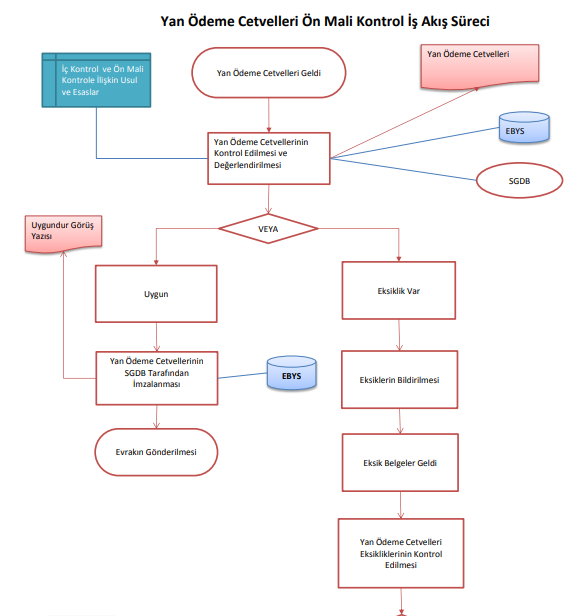 Yan Ödeme Cetvelleri Ön Mali Kontrol İş Akış Süreci
İç Kontrol ve Ön Mali
Kontrole İlişkin Usul
ve Esaslar
Yan Ödeme Cetvelleri Geldi
Yan Ödeme Cetvelleri
EBYS
Yan Ödeme Cetvellerinin
Kontrol Edilmesi ve
Değerlendirilmesi
SGDB
Uygundur Görüş
Yazısı
VEYA
Uygun
Eksiklik Var
Yan Ödeme Cetvellerinin
SGDB Tarafından
İmzalanması
EBYS
Eksiklerin Bildirilmesi
Evrakın Gönderilmesi
Eksik Belgeler Geldi
Yan Ödeme Cetvelleri
Eksikliklerinin Kontrol
Edilmesi